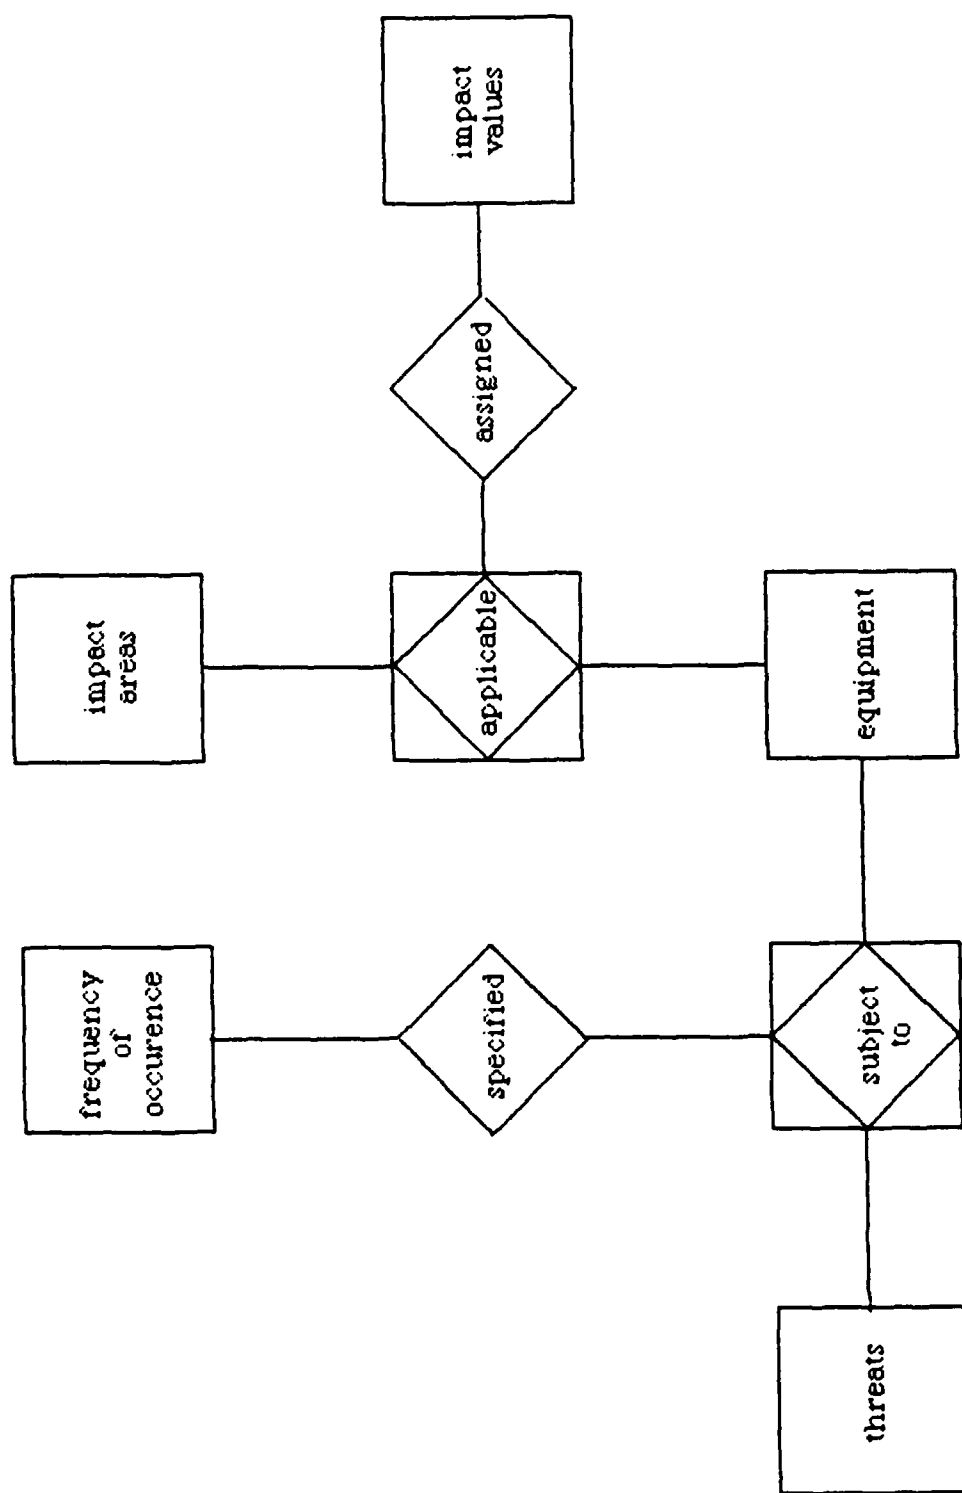 frequency
of
occurence
impact
areas
specified
applicable
assigned
impact
values
threats
subject
to
equipment